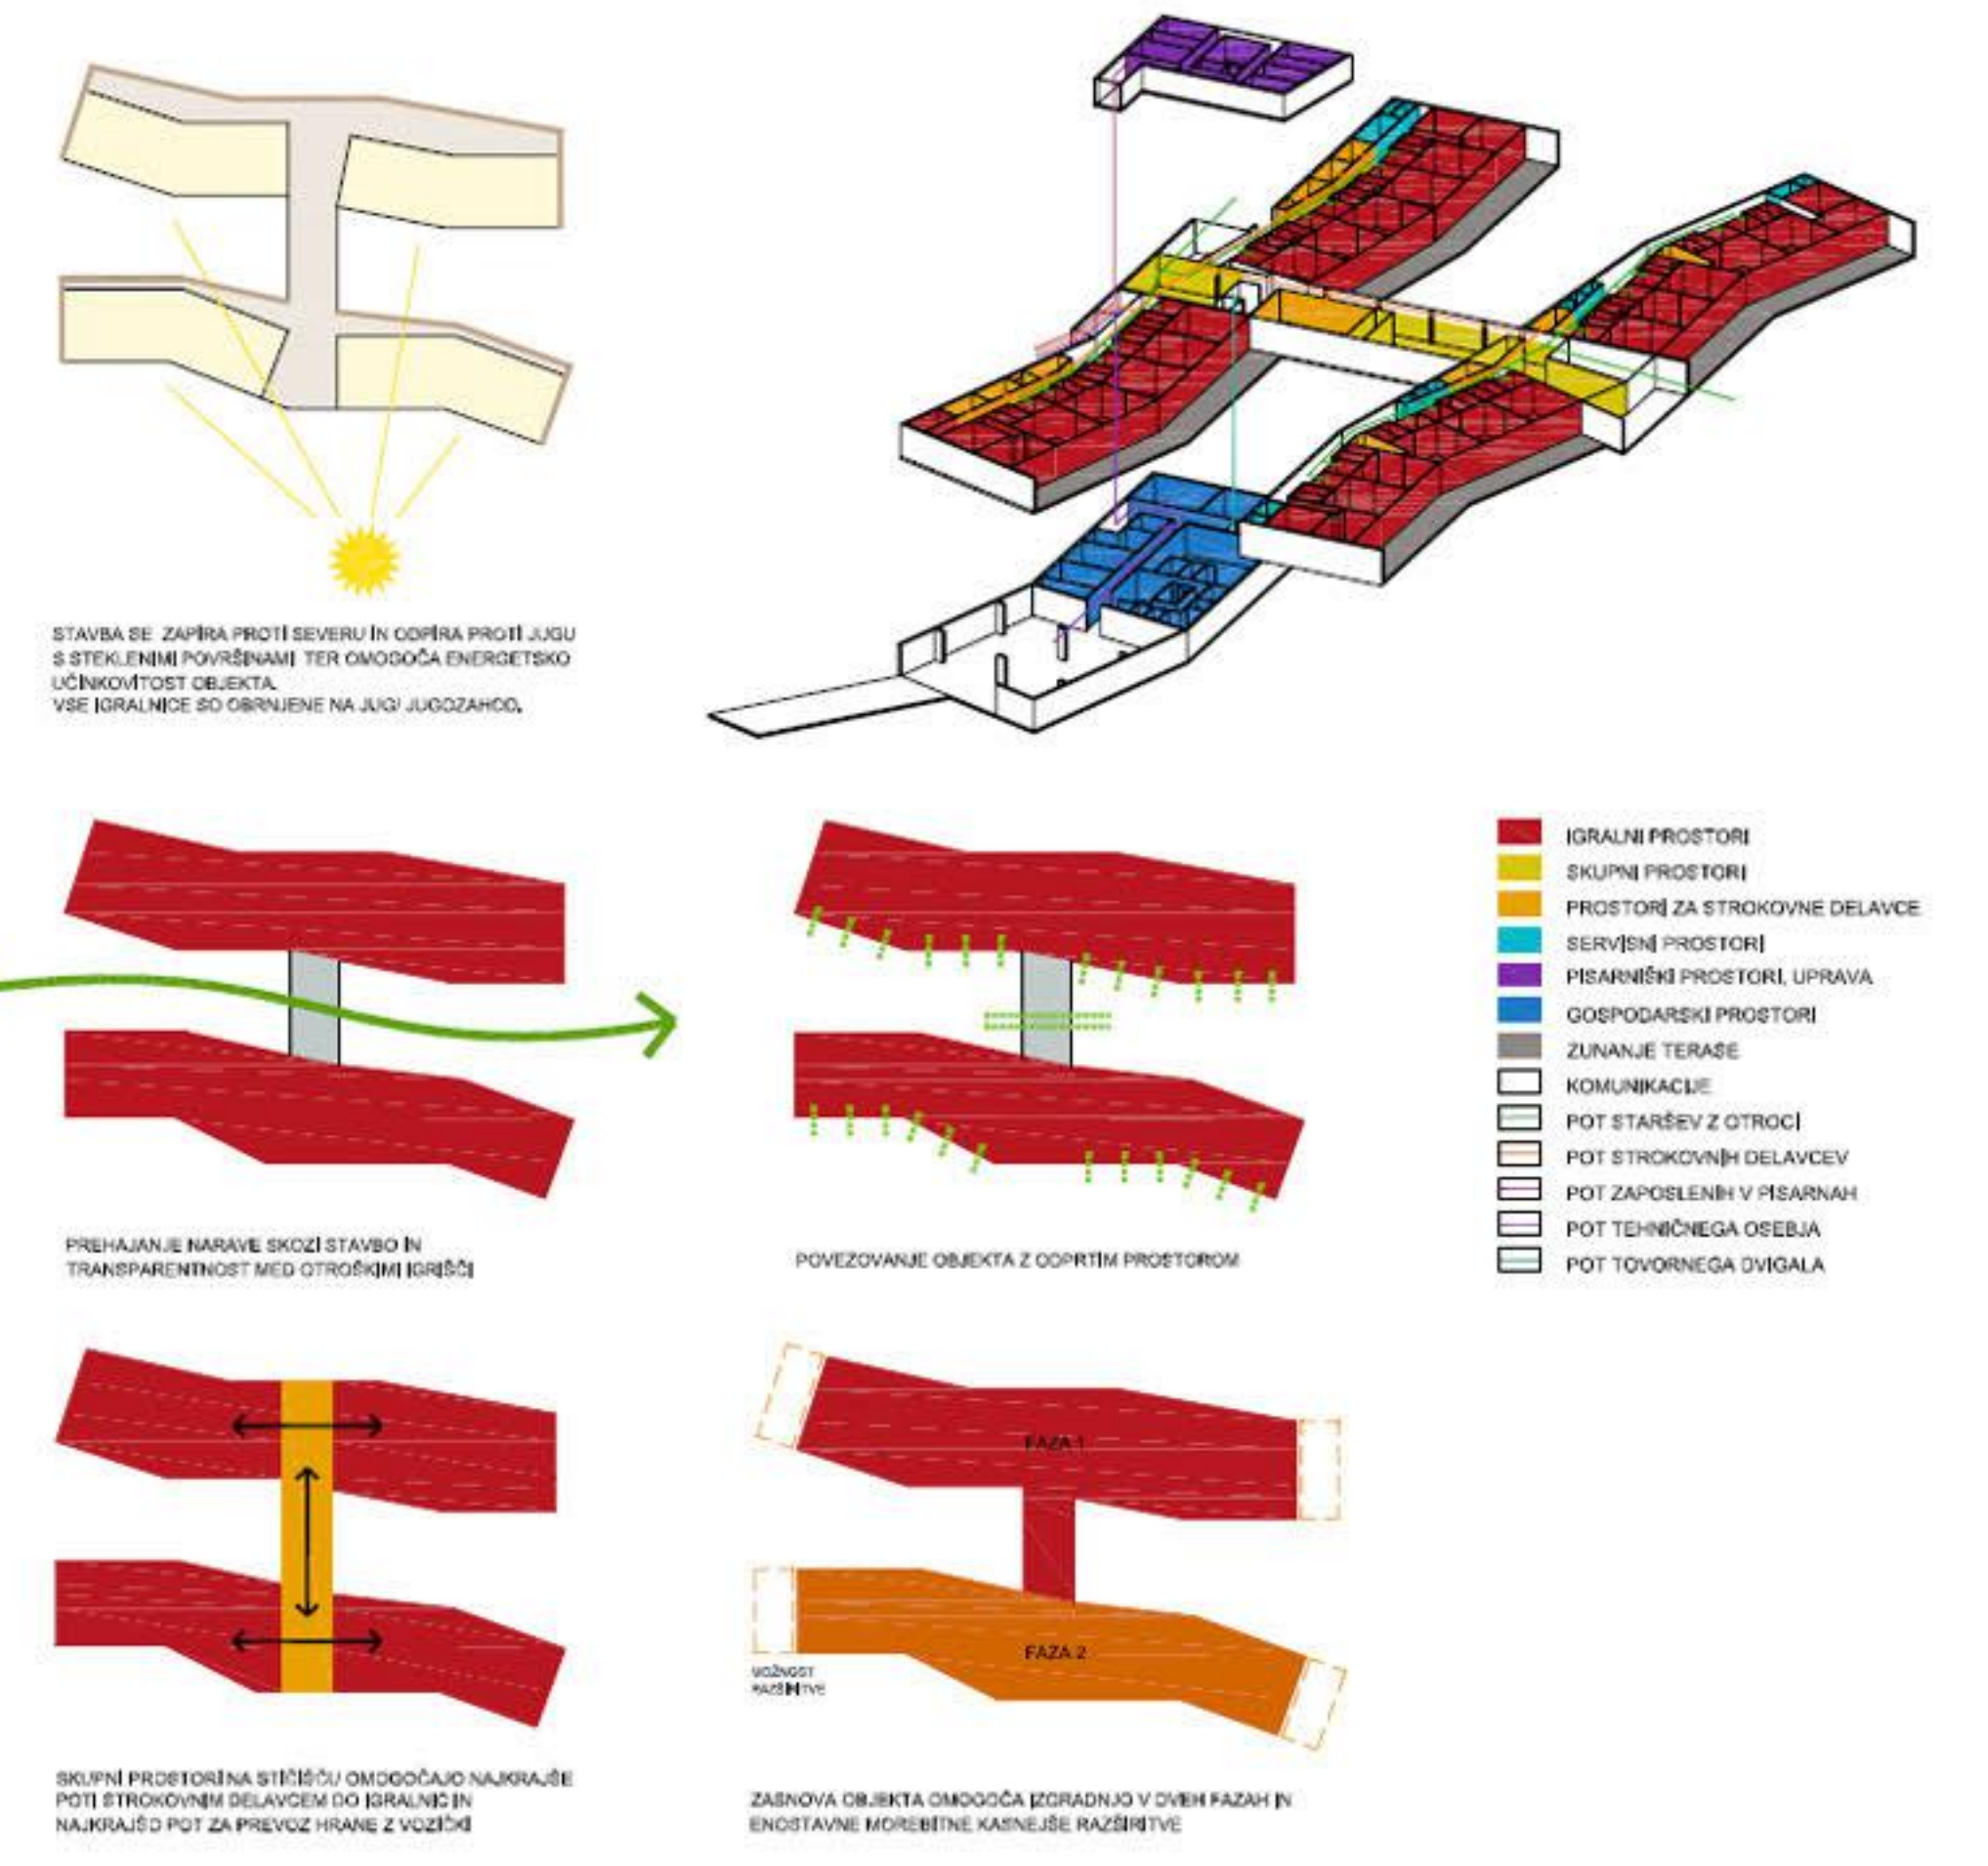 STAVBA SE ZAPIRA PROTI SEVERU IN ODPIRA PROTI JUGU
S STEKLENIMI POVRŠINAMI TER OMOGOČA ENERGETSKO
UČINKOVITOST OBJEKTA.
VSE IGRALNICE SO OBRNJENE NA JUG/ JUGOZAHOD.
IGRALNI PROSTORI
SKUPNI PROSTORI
PROSTORI ZA STROKOVNE DELAVCE
SERVISNI PROSTORI
PISARNIŠKI PROSTORI, UPRAVA
GOSPODARSKI PROSTORI
ZUNANJE TERASE
KOMUNIKACIJE
POT STARŠEV Z OTROCI
POT STROKOVNIH DELAVCEV
POT ZAPOSLENIH V PISARNAH
POT TEHNIČNEGA OSEBJA
POT TOVORNEGA DVIGALA
PREHAJANJE NARAVE SKOZI STAVBO IN
TRANSPARENTNOST MED OTROŠKIMI IGRIŠČI
POVEZOVANJE OBJEKTA Z ODPRTIM PROSTOROM
FAZA 1
FAZA 2
MOŽNOST
RAZŠIRITVE
SKUPNI PROSTORI NA STIČIŠČU OMOGOČAJO NAJKRAJŠE
POTI STROKOVNIM DELAVCEM DO IGRALNIC IN
NAJKRAJŠO POT ZA PREVOZ HRANE Z VOZIČKI
ZASNOVA OBJEKTA OMOGOČA IZGRADNJO V DVEH FAZAH IN
ENOSTAVNE MOREBITNE KASNEJŠE RAZŠIRITVE